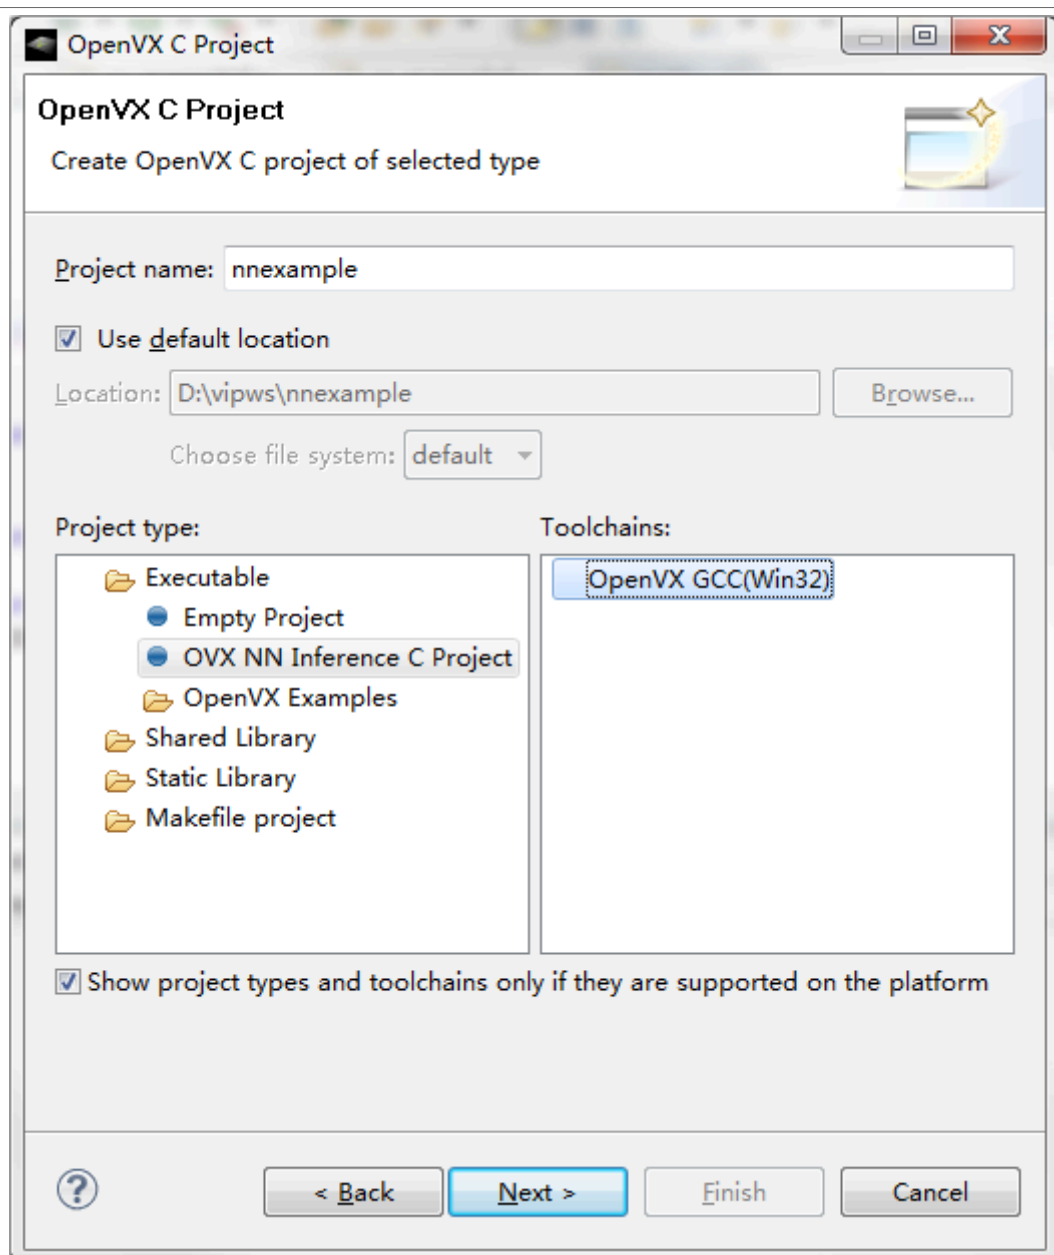 OpenVX C Project
OpenVX C Project
Create OpenVX C project of selected type
Project name: nnexample
Use default location
Location: D:\vipws\nnexample Browse...
Choose file system: default
Project type: Toolchains:
Executable OpenVX GCC(Win32)
Empty Project
OVX NN Inference C Project
OpenVX Examples
Shared Library
Static Library
Makefile project
Show project types and toolchains only if they are supported on the platform
? < Back Next > Finish Cancel